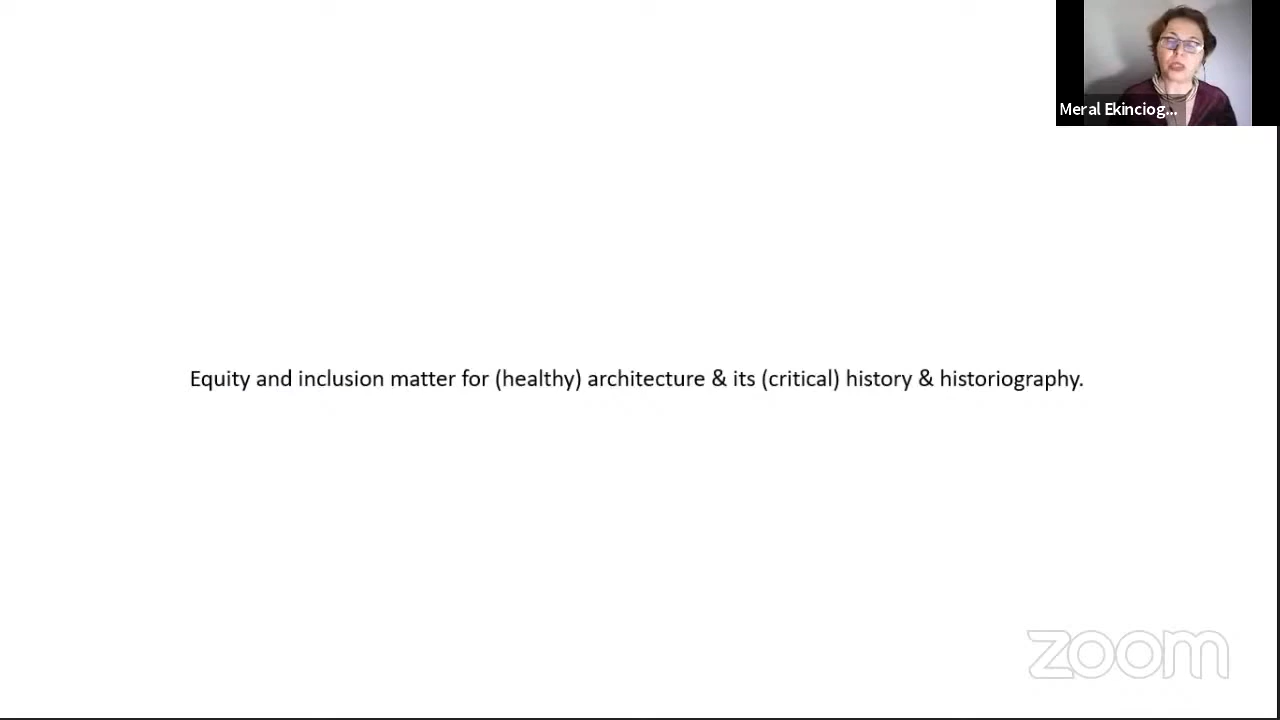 Meral Ekinciog...
Equity and inclusion matter for (healthy) architecture & its (critical) history & historiography.
zoom